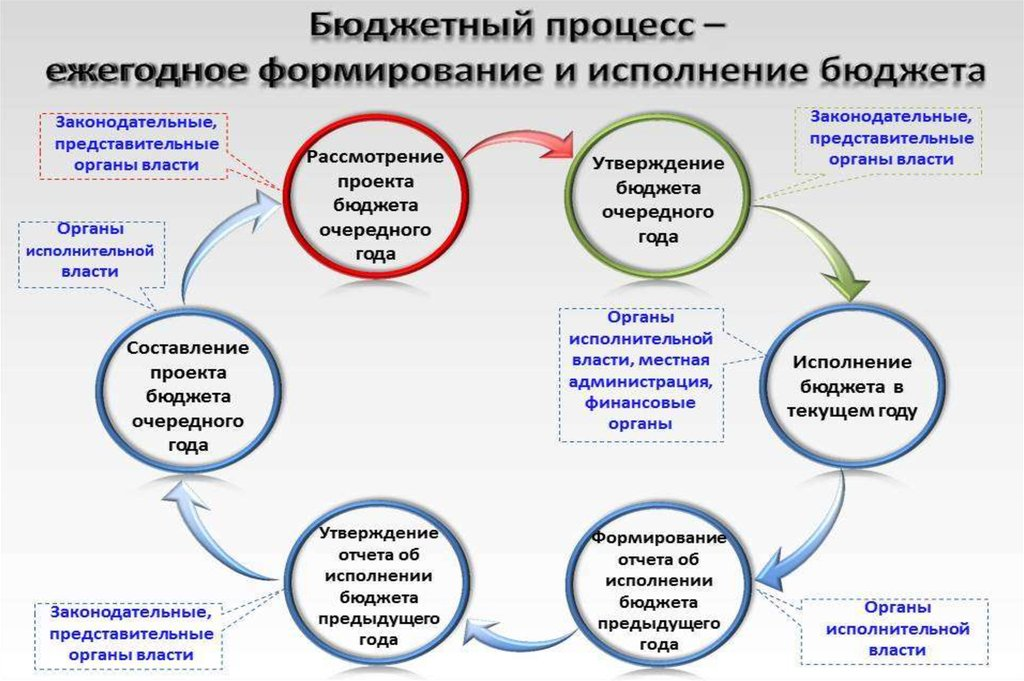 Бюджетный процесс –
ежегодное формирование и исполнение бюджета
Законодательные,
представительные
органы власти
Рассмотрение
проекта
бюджета
очередного
года
Утверждение
бюджета
очередного
года
Законодательные,
представительные
органы власти
Органы
исполнительной
власти
Составление
проекта
бюджета
очередного
года
Органы
исполнительной
власти, местная
администрация,
финансовые
органы
Исполнение
бюджета в
текущем году
Утверждение
отчета об
исполнении
бюджета
предыдущего
года
Формирование
отчета об
исполнении
бюджета
предыдущего
года
Законодательные,
представительные
органы власти
Органы
исполнительной
власти